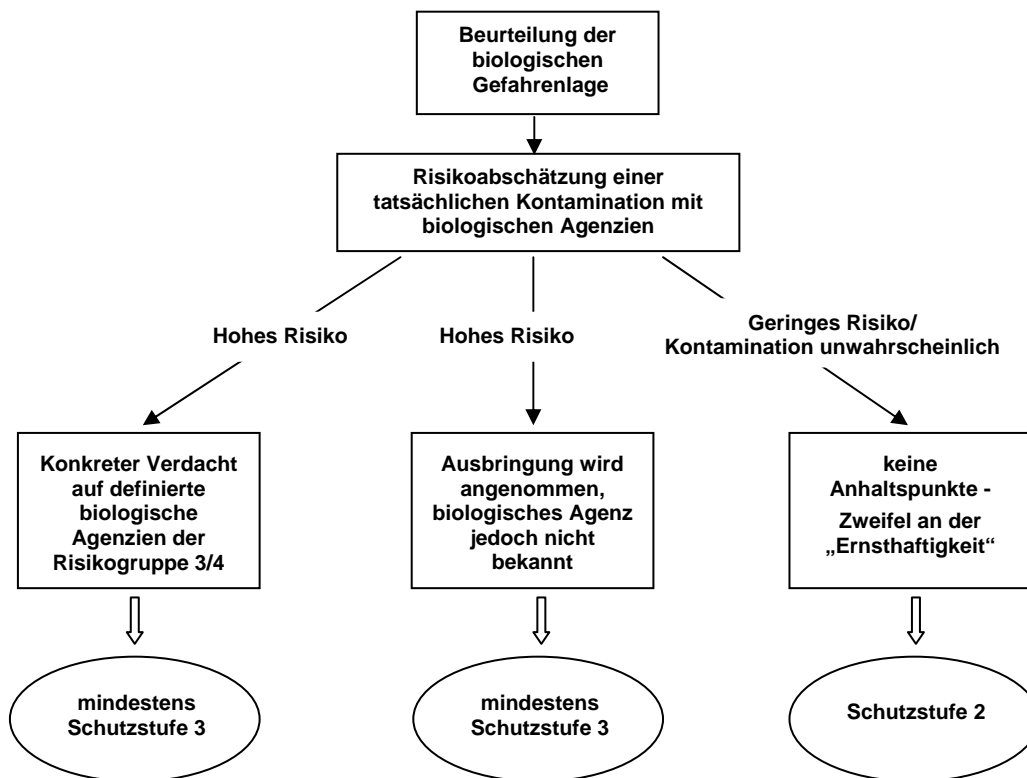 Beurteilung der
biologischen
Gefahrenlage
Risikoabschätzung einer
tatsächlichen Kontamination mit
biologischen Agenzien
Hohes Risiko
Hohes Risiko
Geringes Risiko/
Kontamination unwahrscheinlich
Konkreter Verdacht
auf definierte
biologische
Agenzien der
Risikogruppe 3/4
Ausbringung wird
angenommen,
biologisches Agenz
jedoch nicht
bekannt
keine
Anhaltspunkte -
Zweifel an der
„Ernsthaftigkeit“
mindestens
Schutzstufe 3
mindestens
Schutzstufe 3
Schutzstufe 2